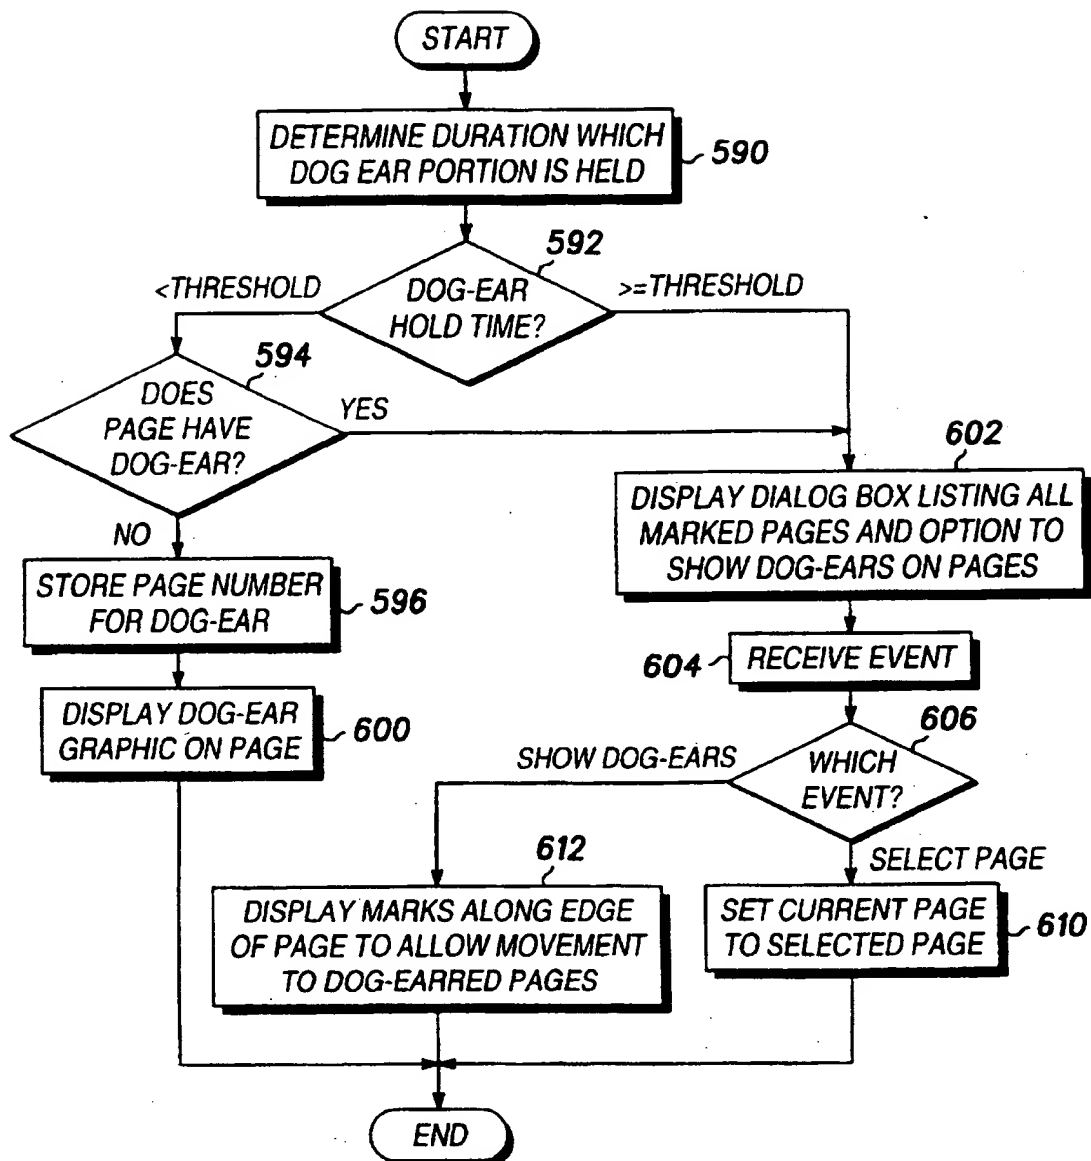 START
DETERMINE DURATION WHICH
DOG EAR PORTION IS HELD
590
592
<THRESHOLD
DOG-EAR
HOLD TIME?
>=THRESHOLD
594
DOES
PAGE HAVE
DOG-EAR?
YES
NO
602
DISPLAY DIALOG BOX LISTING ALL
MARKED PAGES AND OPTION TO
SHOW DOG-EARS ON PAGES
STORE PAGE NUMBER
FOR DOG-EAR
596
604
RECEIVE EVENT
DISPLAY DOG-EAR
GRAPHIC ON PAGE
600
606
SHOW DOG-EARS
WHICH
EVENT?
SELECT PAGE
612
DISPLAY MARKS ALONG EDGE
OF PAGE TO ALLOW MOVEMENT
TO DOG-EARRED PAGES
SET CURRENT PAGE
TO SELECTED PAGE
610
END